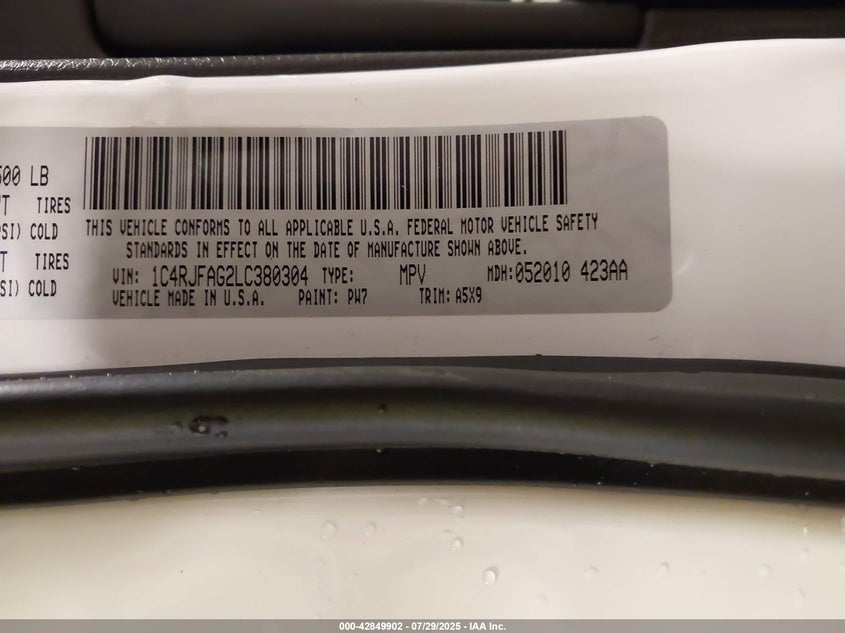 500 LB
TIRES
SI) COLD
TIRES
SI) COLD
THIS VEHICLE CONFORMS TO ALL APPLICABLE U.S.A. FEDERAL MOTOR VEHICLE SAFETY
STANDARDS IN EFFECT ON THE DATE OF MANUFACTURE SHOWN ABOVE.
VIN: 1C4RJFAG2LC380304 TYPE: MPV MDH:052010 423AA
VEHICLE MADE IN U.S.A. PAINT: PW7 TRIM: A5X9
000-42849902 - 07/29/2025 - IAA Inc.